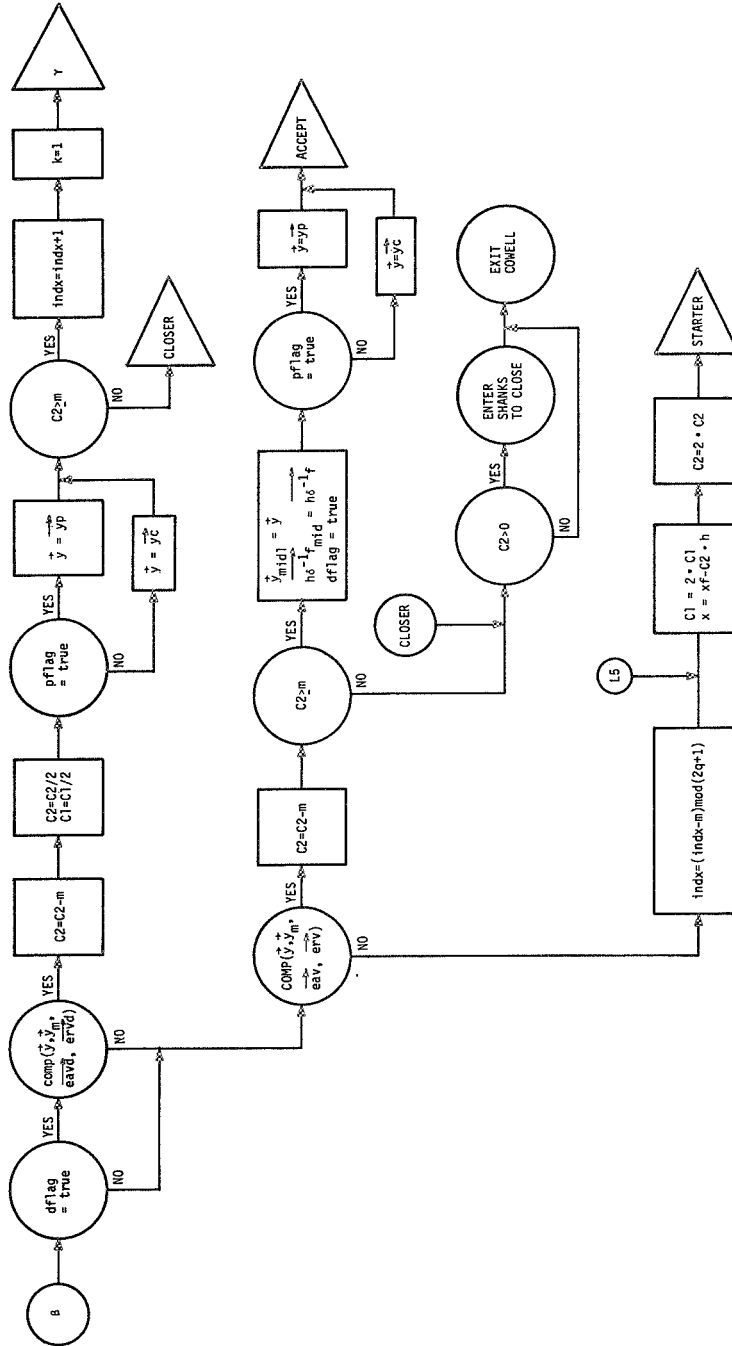 β
dflag
= true
YES
NO
comp(y⃗,y⃗m,
eavd, ervd)
YES
NO
C2=C2-m
C2=C2/2
C1=C1/2
pflag
= true
YES
NO
y⃗ = yp
y⃗ = yc
C2≥m
YES
NO
CLOSER
indx=indx+1
k=1
γ
COMP(y⃗,y⃗m,
eav, erv)
YES
NO
C2=C2-m
C2≥m
YES
NO
y⃗mid1 = y⃗
hδ⁻¹fmid = hδ⁻¹f
dflag = true
pflag
= true
YES
NO
y⃗=yp
y⃗=yc
ACCEPT
CLOSER
C2>0
YES
NO
ENTER
SHANKS
TO CLOSE
EXIT
COWELL
indx=(indx-m)mod(2q+1)
L5
C1 = 2 • C1
x = xf-C2 • h
C2=2 • C2
STARTER